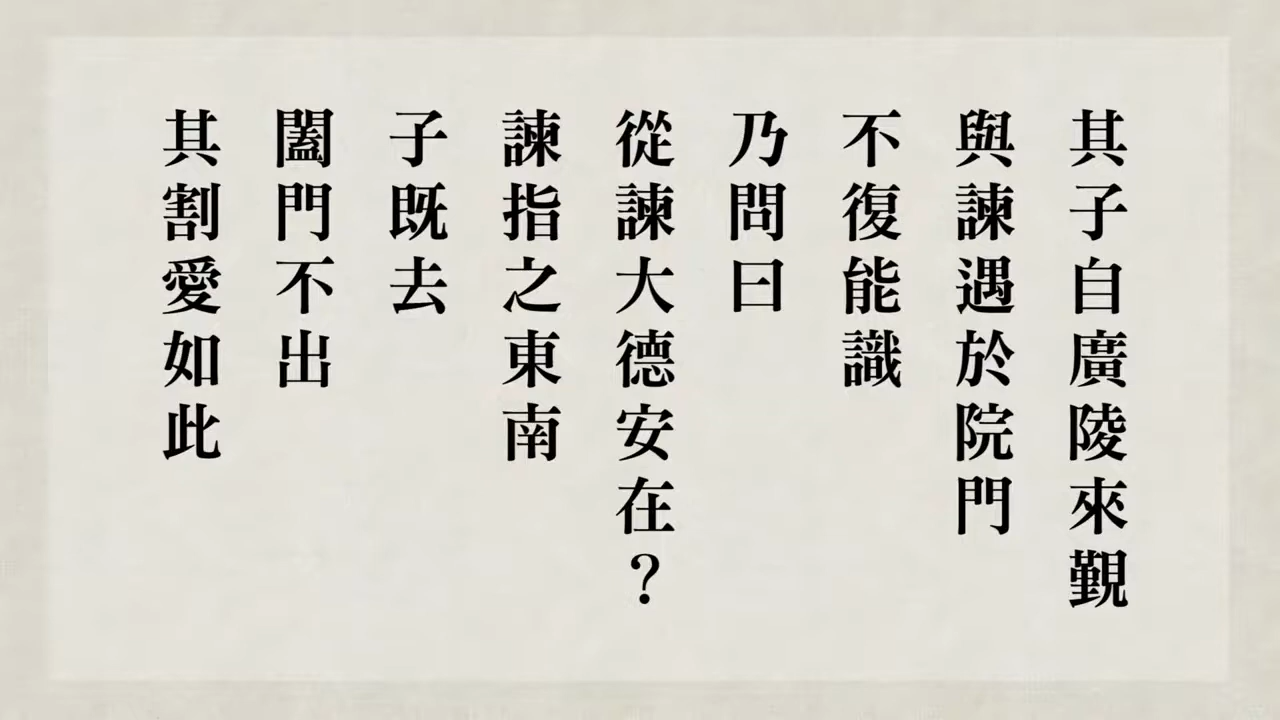 其子自廣陵來覲
與諫遇於院門
不復能識
乃問曰
從諫大德安在？
諫指之東南
子既去
闔門不出
其割愛如此